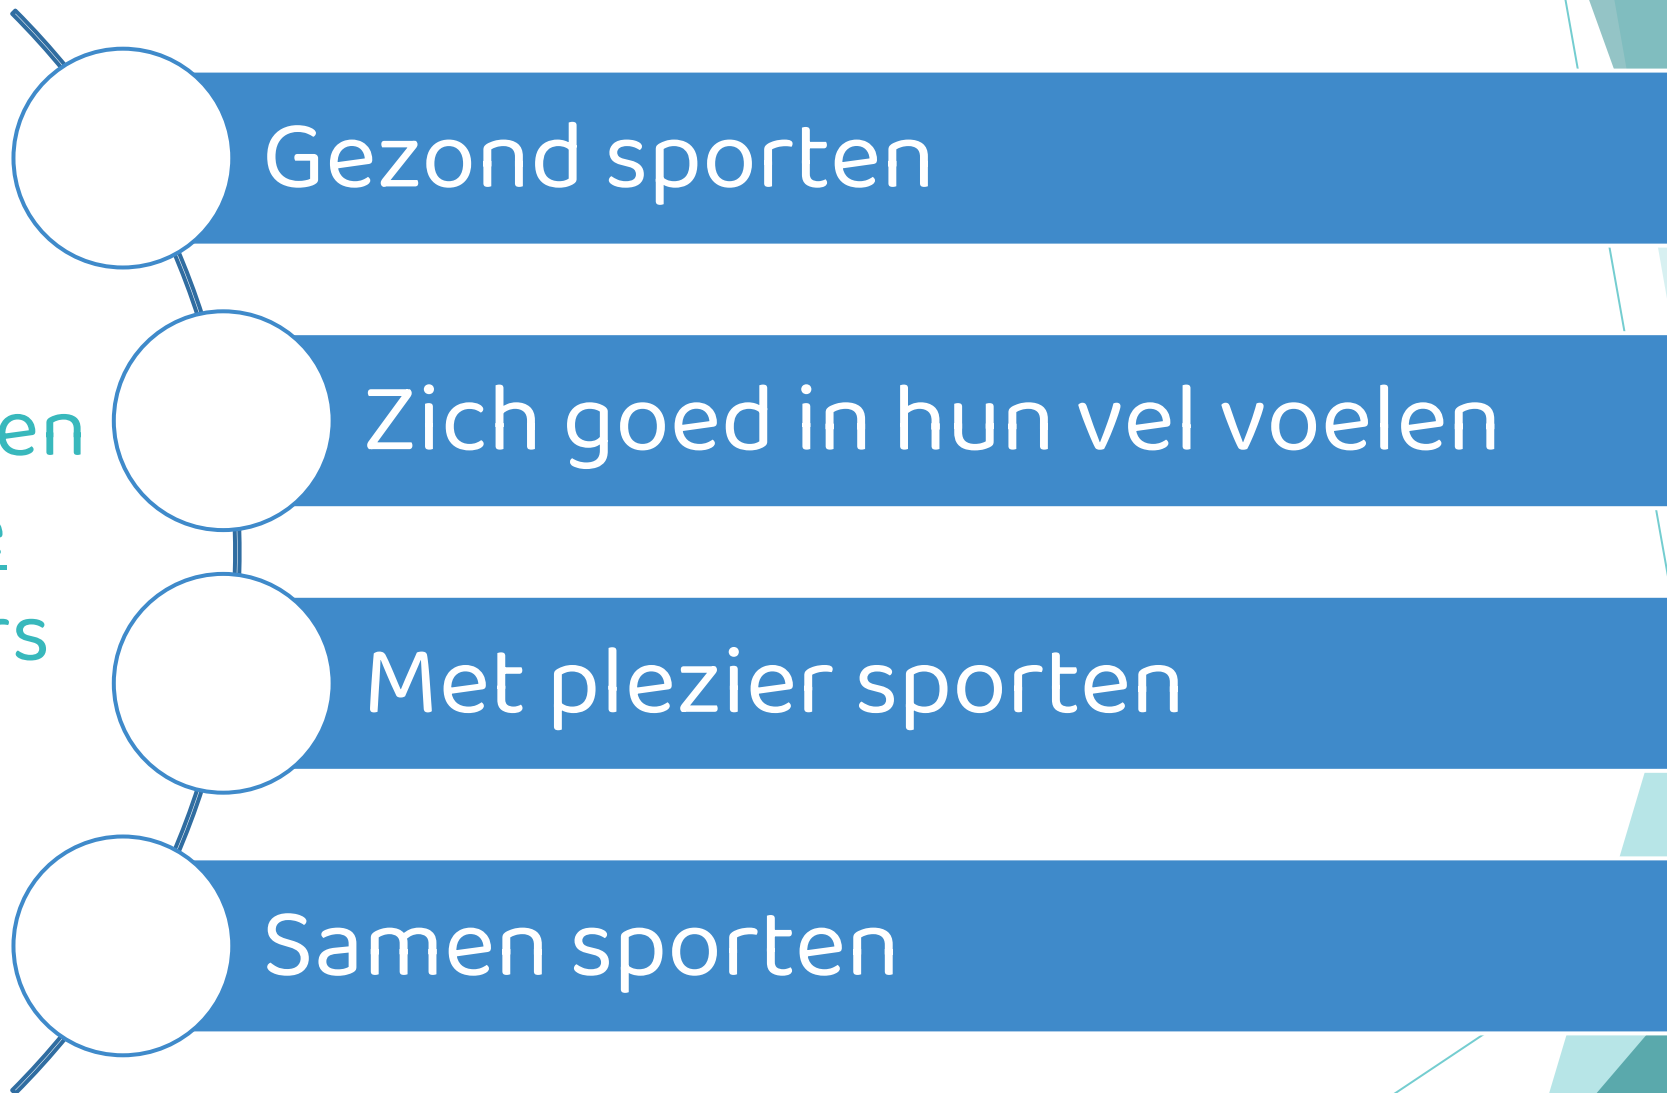 Gezond sporten
Zich goed in hun vel voelen
Met plezier sporten
Samen sporten